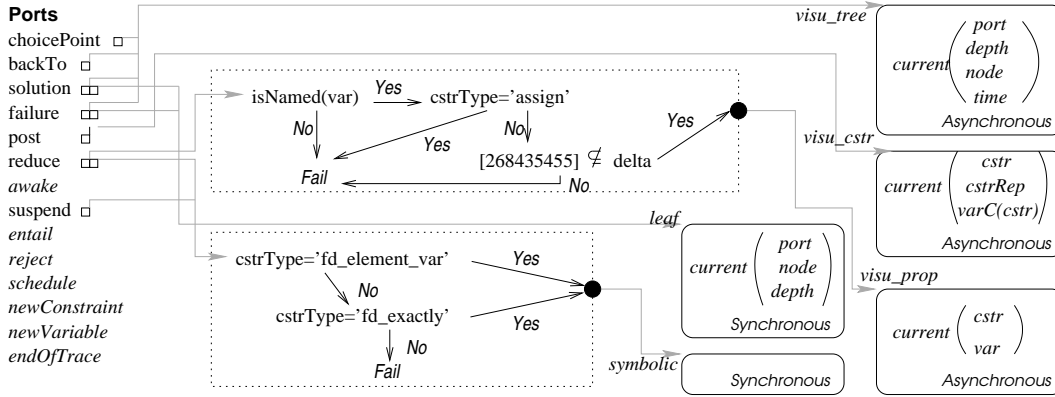 Ports
choicePoint
backTo
solution
failure
post
reduce
awake
suspend
entail
reject
schedule
newConstraint
newVariable
endOfTrace
isNamed(var)
Yes
cstrType='assign'
No
Yes
No
Yes
Fail
[268435455] ⊈ delta
No
cstrType='fd_element_var'
Yes
No
cstrType='fd_exactly'
Yes
No
Fail
leaf
current
port
node
depth
Synchronous
symbolic
Synchronous
visu_tree
current
port
depth
node
time
Asynchronous
visu_cstr
current
cstr
cstrRep
varC(cstr)
Asynchronous
visu_prop
current
cstr
var
Asynchronous